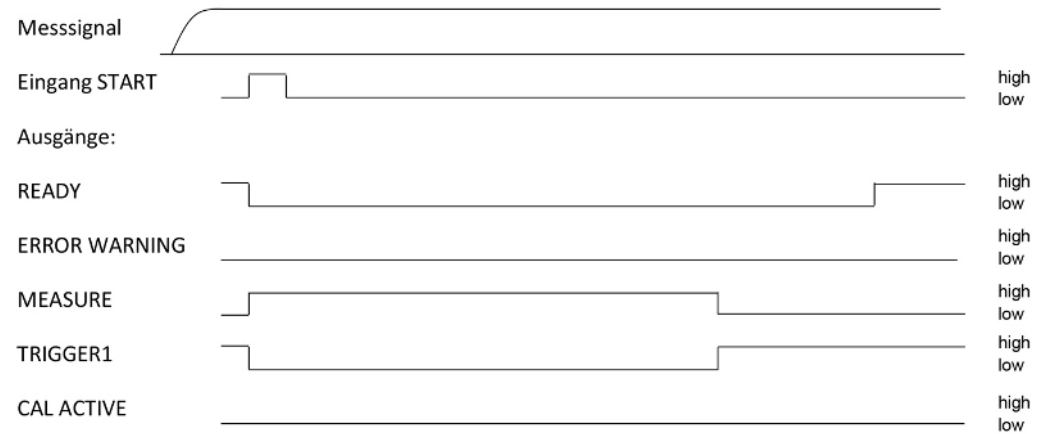 Messsignal
Eingang START
high
low
Ausgänge:
READY
high
low
ERROR WARNING
high
low
MEASURE
high
low
TRIGGER1
high
low
CAL ACTIVE
high
low